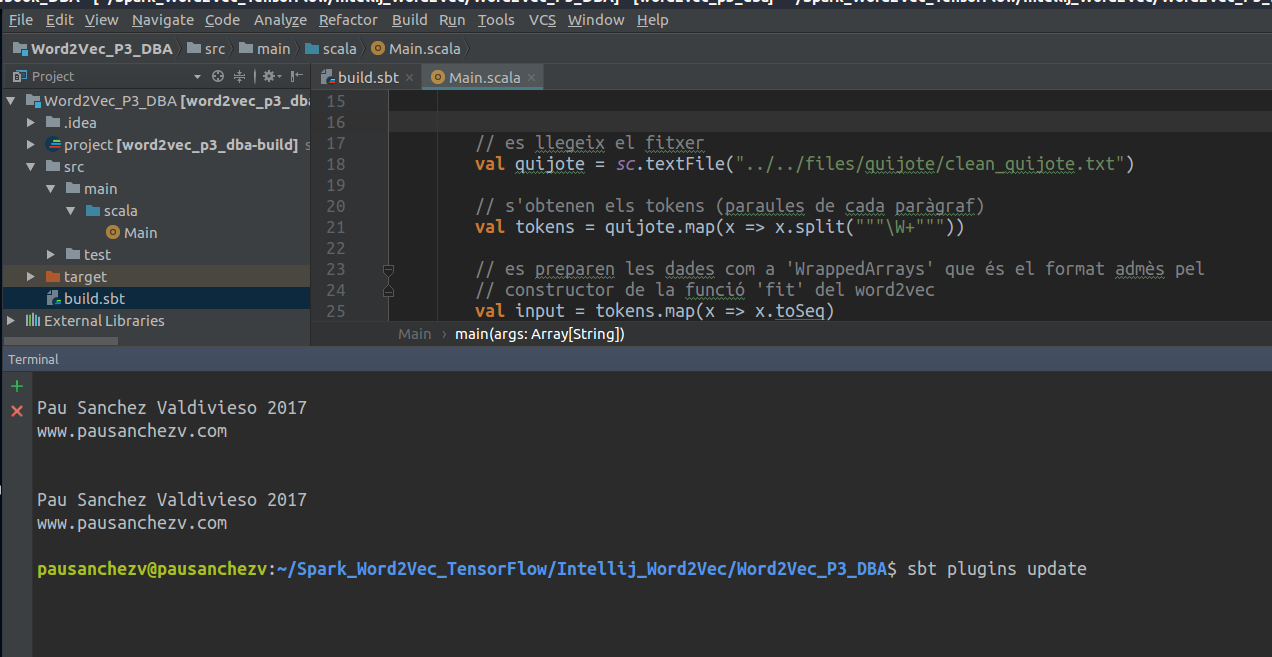 File Edit View Navigate Code Analyze Refactor Build Run Tools VCS Window Help
Word2Vec_P3_DBA src main scala Main.scala
Project
build.sbt Main.scala
Word2Vec_P3_DBA [word2vec_p3_dba
.idea
project [word2vec_p3_dba-build] s
src
main
scala
Main
test
target
build.sbt
External Libraries
15
16
17 // es llegeix el fitxer
18 val quijote = sc.textFile("../../files/quijote/clean_quijote.txt")
19
20 // s'obtenen els tokens (paraules de cada paràgraf)
21 val tokens = quijote.map(x => x.split("""\W+"""))
22
23 // es preparen les dades com a 'WrappedArrays' que és el format admès pel
24 // constructor de la funció 'fit' del word2vec
25 val input = tokens.map(x => x.toSeq)
Main › main(args: Array[String])
Terminal
Pau Sanchez Valdivieso 2017
www.pausanchezv.com
Pau Sanchez Valdivieso 2017
www.pausanchezv.com
pausanchezv@pausanchezv:~/Spark_Word2Vec_TensorFlow/Intellij_Word2Vec/Word2Vec_P3_DBA$ sbt plugins update